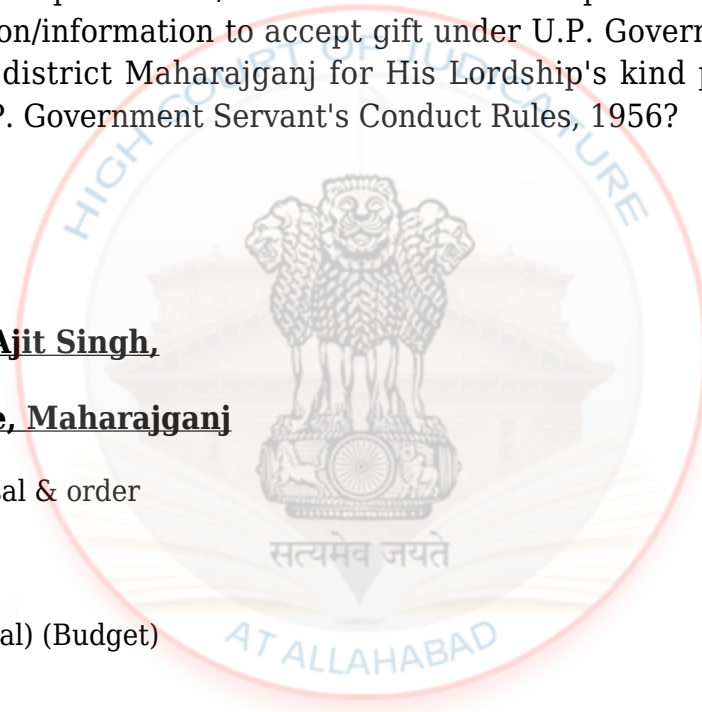 on/information to accept gift under U.P. Govern
district Maharajganj for His Lordship's kind p
P. Government Servant's Conduct Rules, 1956?
HIGH COURT OF JUDICATURE
Ajit Singh,
e, Maharajganj
al & order
सत्यमेव जयते
al) (Budget)
AT ALLAHABAD